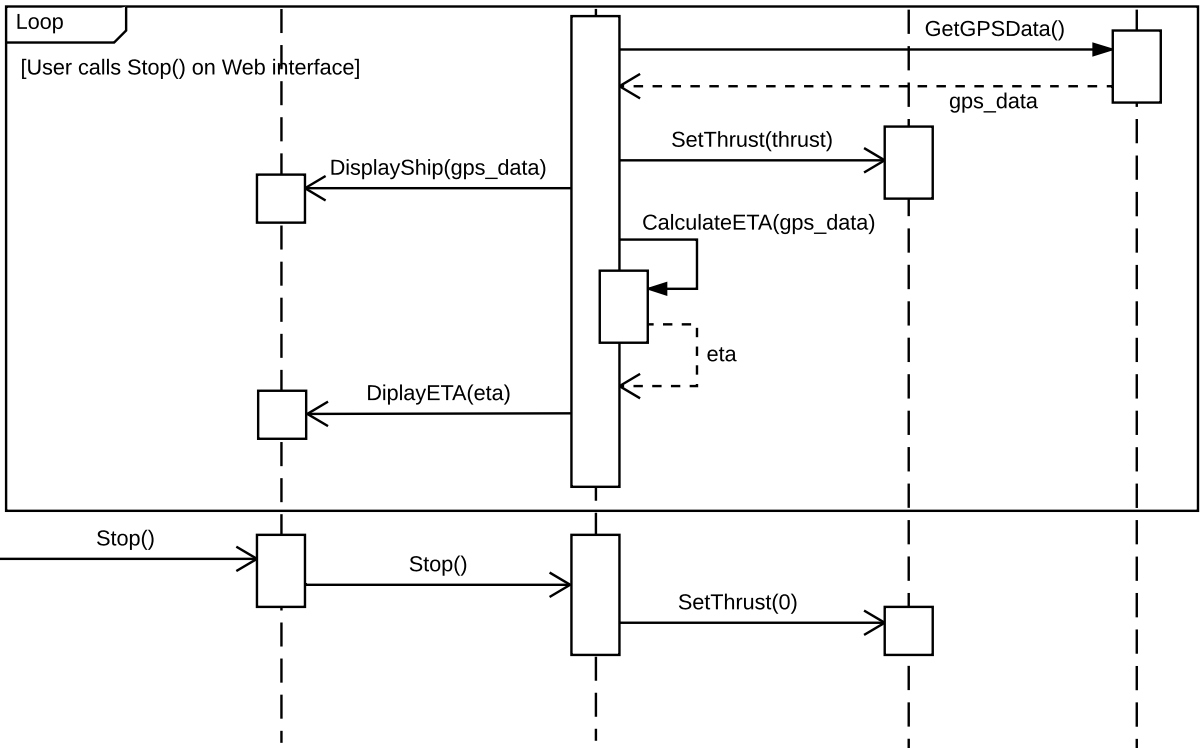 Loop
GetGPSData()
[User calls Stop() on Web interface]
gps_data
SetThrust(thrust)
DisplayShip(gps_data)
CalculateETA(gps_data)
eta
DiplayETA(eta)
Stop()
Stop()
SetThrust(0)